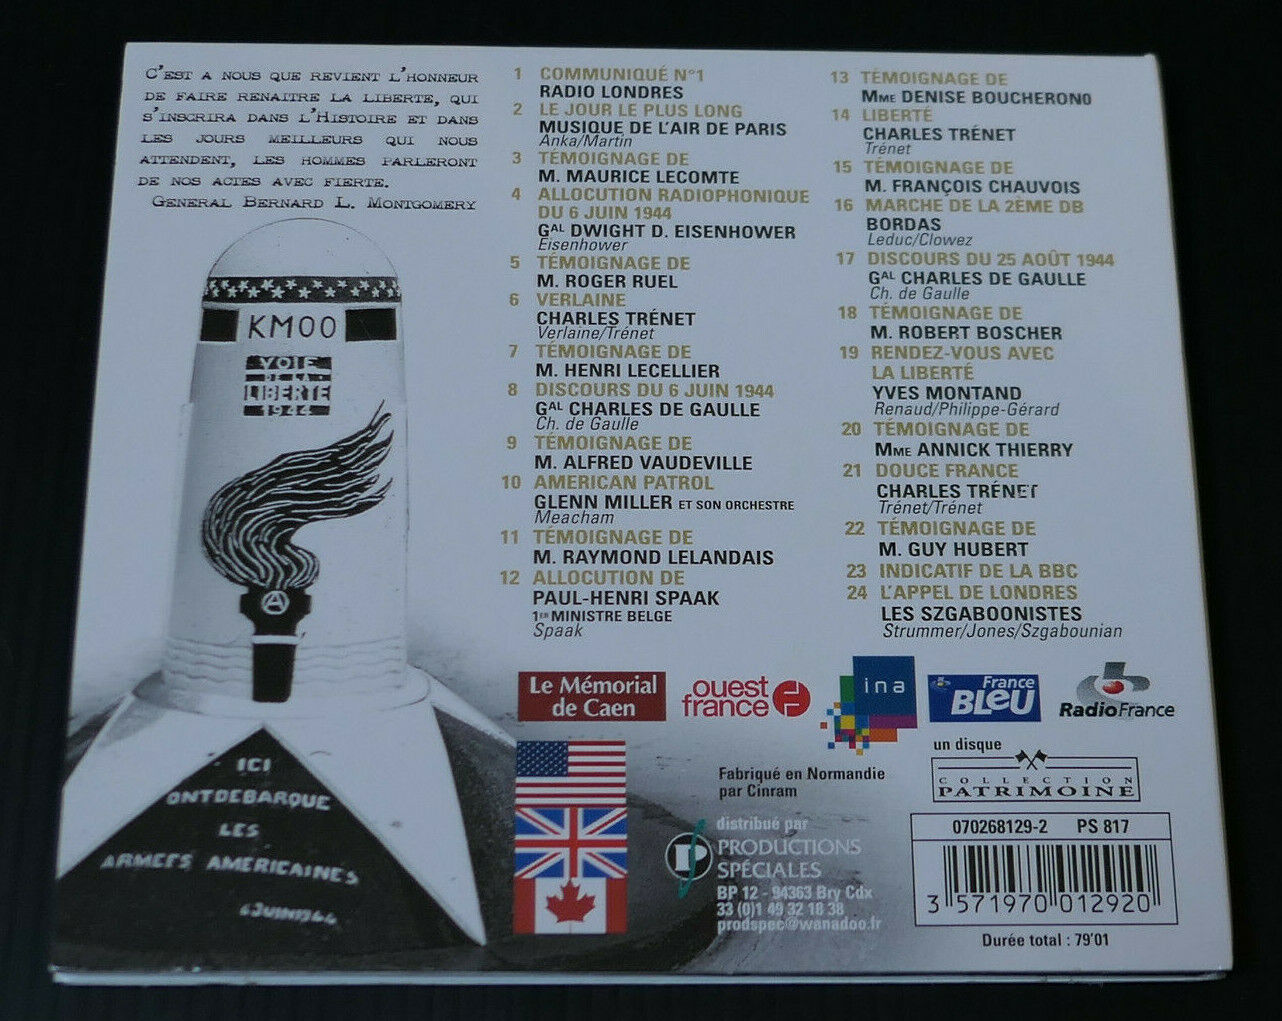 C'EST A NOUS QUE REVIENT L'HONNEUR
DE FAIRE RENAITRE LA LIBERTE, QUI
S'INSCRIRA DANS L'HISTOIRE ET DANS
LES JOURS MEILLEURS QUI NOUS
ATTENDENT, LES HOMMES PARLERONT
DE NOS ACTES AVEC FIERTE.
GENERAL BERNARD L. MONTGOMERY
KM00
VOIE
DE LA
LIBERTE
1944
ICI
ONT DEBARQUE
LES
ARMEES AMERICAINES
6 JUIN 1944
1 COMMUNIQUÉ N°1
RADIO LONDRES
2 LE JOUR LE PLUS LONG
MUSIQUE DE L'AIR DE PARIS
Anka/Martin
3 TÉMOIGNAGE DE
M. MAURICE LECOMTE
4 ALLOCUTION RADIOPHONIQUE
DU 6 JUIN 1944
GAL DWIGHT D. EISENHOWER
Eisenhower
5 TÉMOIGNAGE DE
M. ROGER RUEL
6 VERLAINE
CHARLES TRÉNET
Verlaine/Trénet
7 TÉMOIGNAGE DE
M. HENRI LECELLIER
8 DISCOURS DU 6 JUIN 1944
GAL CHARLES DE GAULLE
Ch. de Gaulle
9 TÉMOIGNAGE DE
M. ALFRED VAUDEVILLE
10 AMERICAN PATROL
GLENN MILLER ET SON ORCHESTRE
Meacham
11 TÉMOIGNAGE DE
M. RAYMOND LELANDAIS
12 ALLOCUTION DE
PAUL-HENRI SPAAK
1ER MINISTRE BELGE
Spaak
13 TÉMOIGNAGE DE
MME DENISE BOUCHERON0
14 LIBERTÉ
CHARLES TRÉNET
Trénet
15 TÉMOIGNAGE DE
M. FRANÇOIS CHAUVOIS
16 MARCHE DE LA 2ÈME DB
BORDAS
Leduc/Clowez
17 DISCOURS DU 25 AOÛT 1944
GAL CHARLES DE GAULLE
Ch. de Gaulle
18 TÉMOIGNAGE DE
M. ROBERT BOSCHER
19 RENDEZ-VOUS AVEC
LA LIBERTÉ
YVES MONTAND
Renaud/Philippe-Gérard
20 TÉMOIGNAGE DE
MME ANNICK THIERRY
21 DOUCE FRANCE
CHARLES TRÉNET
Trénet/Trénet
22 TÉMOIGNAGE DE
M. GUY HUBERT
23 INDICATIF DE LA BBC
24 L'APPEL DE LONDRES
LES SZGABOONISTES
Strummer/Jones/Szgabounian
Le Mémorial
de Caen
ouest
france
ina
France
BLeU
RadioFrance
Fabriqué en Normandie
par Cinram
un disque
COLLECTION
PATRIMOINE
distribué par
PRODUCTIONS
SPÉCIALES
BP 12 - 94363 Bry Cdx
33 (0)1 49 32 18 38
prodspec@wanadoo.fr
070268129-2 PS 817
3 571970 012920
Durée total : 79'01